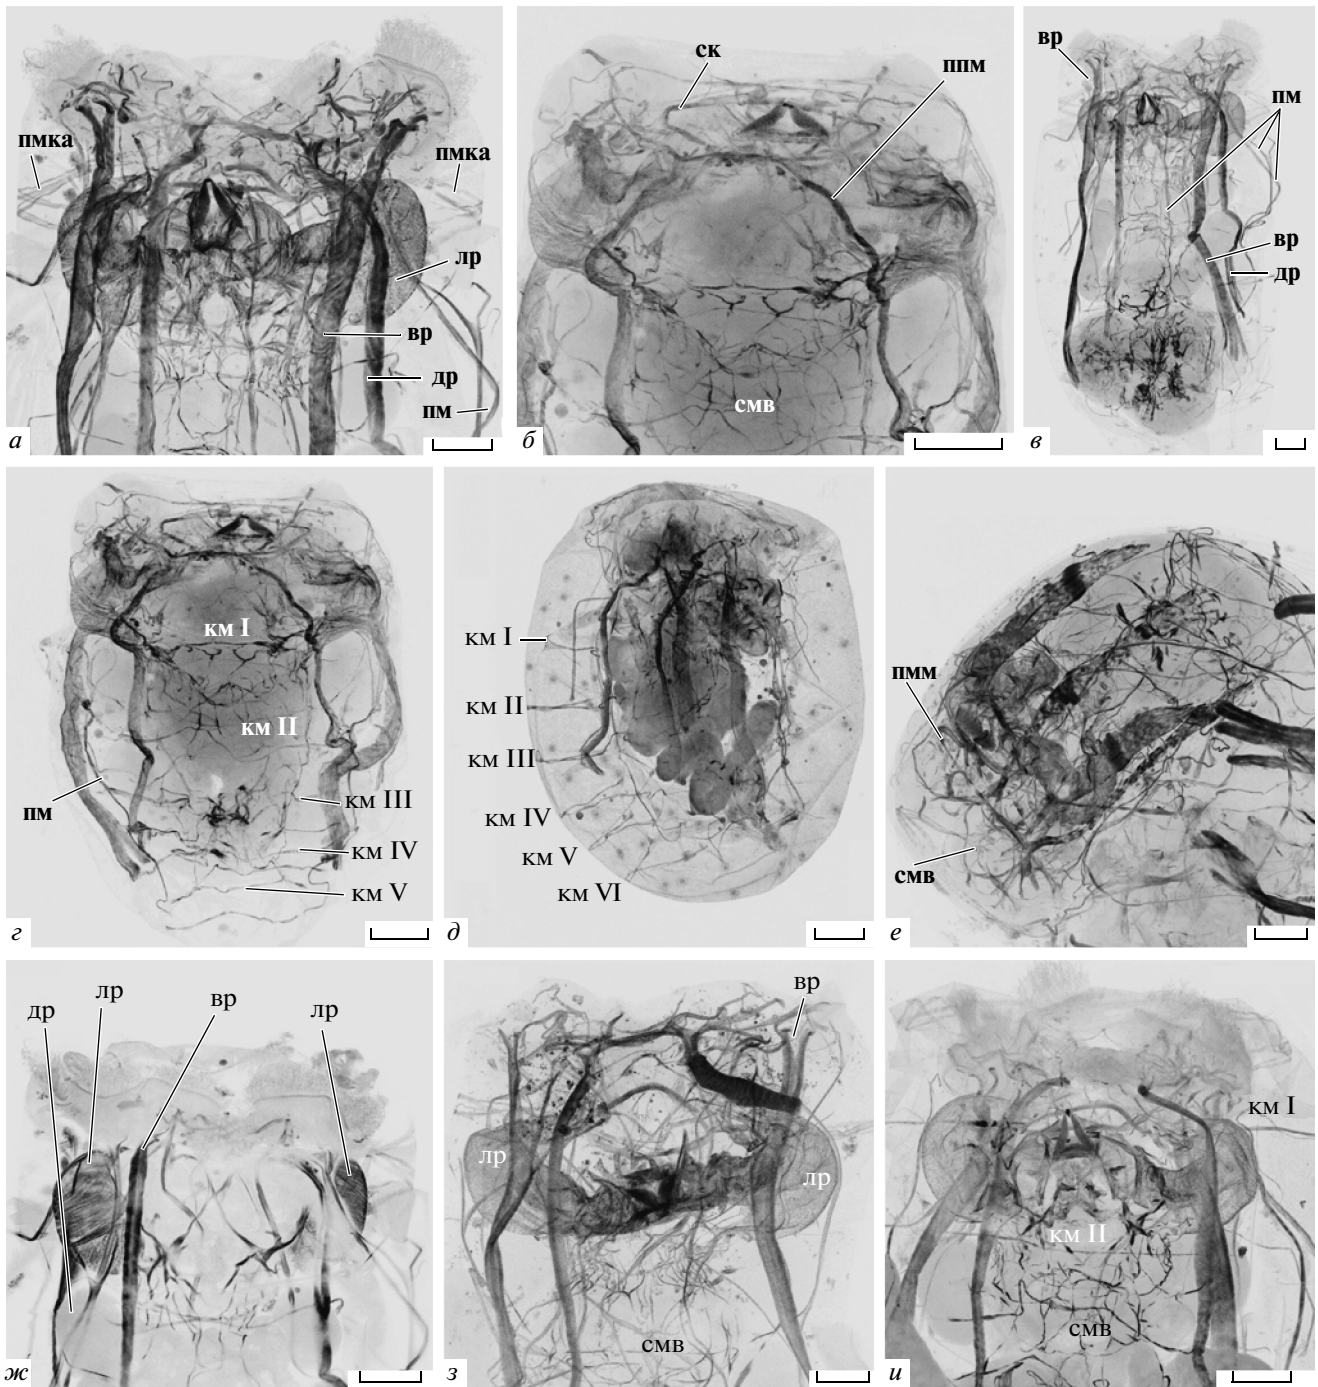 пмка
пмка
лр
вр
др
пм
а
ск
ппм
смв
б
вр
пм
вр
др
в
км I
км II
км III
пм
км IV
км V
г
км I
км II
км III
км IV
км V
км VI
д
пмм
смв
е
др
лр
вр
лр
ж
вр
лр
лр
смв
з
км I
км II
смв
и